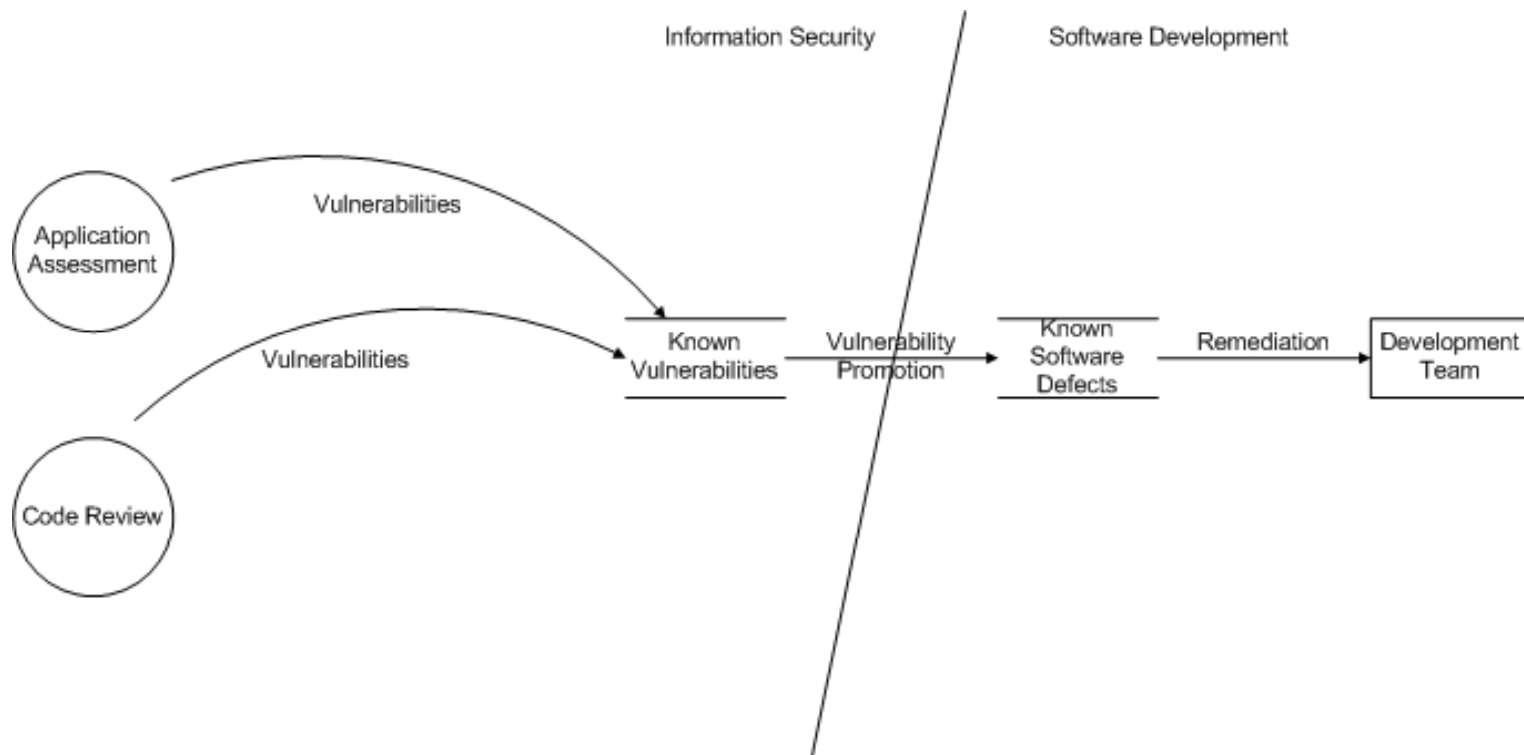 Information Security
Software Development
Vulnerabilities
Application
Assessment
Vulnerabilities
Known
Vulnerabilities
Vulnerability
Promotion
Known
Software
Defects
Remediation
Development
Team
Code Review